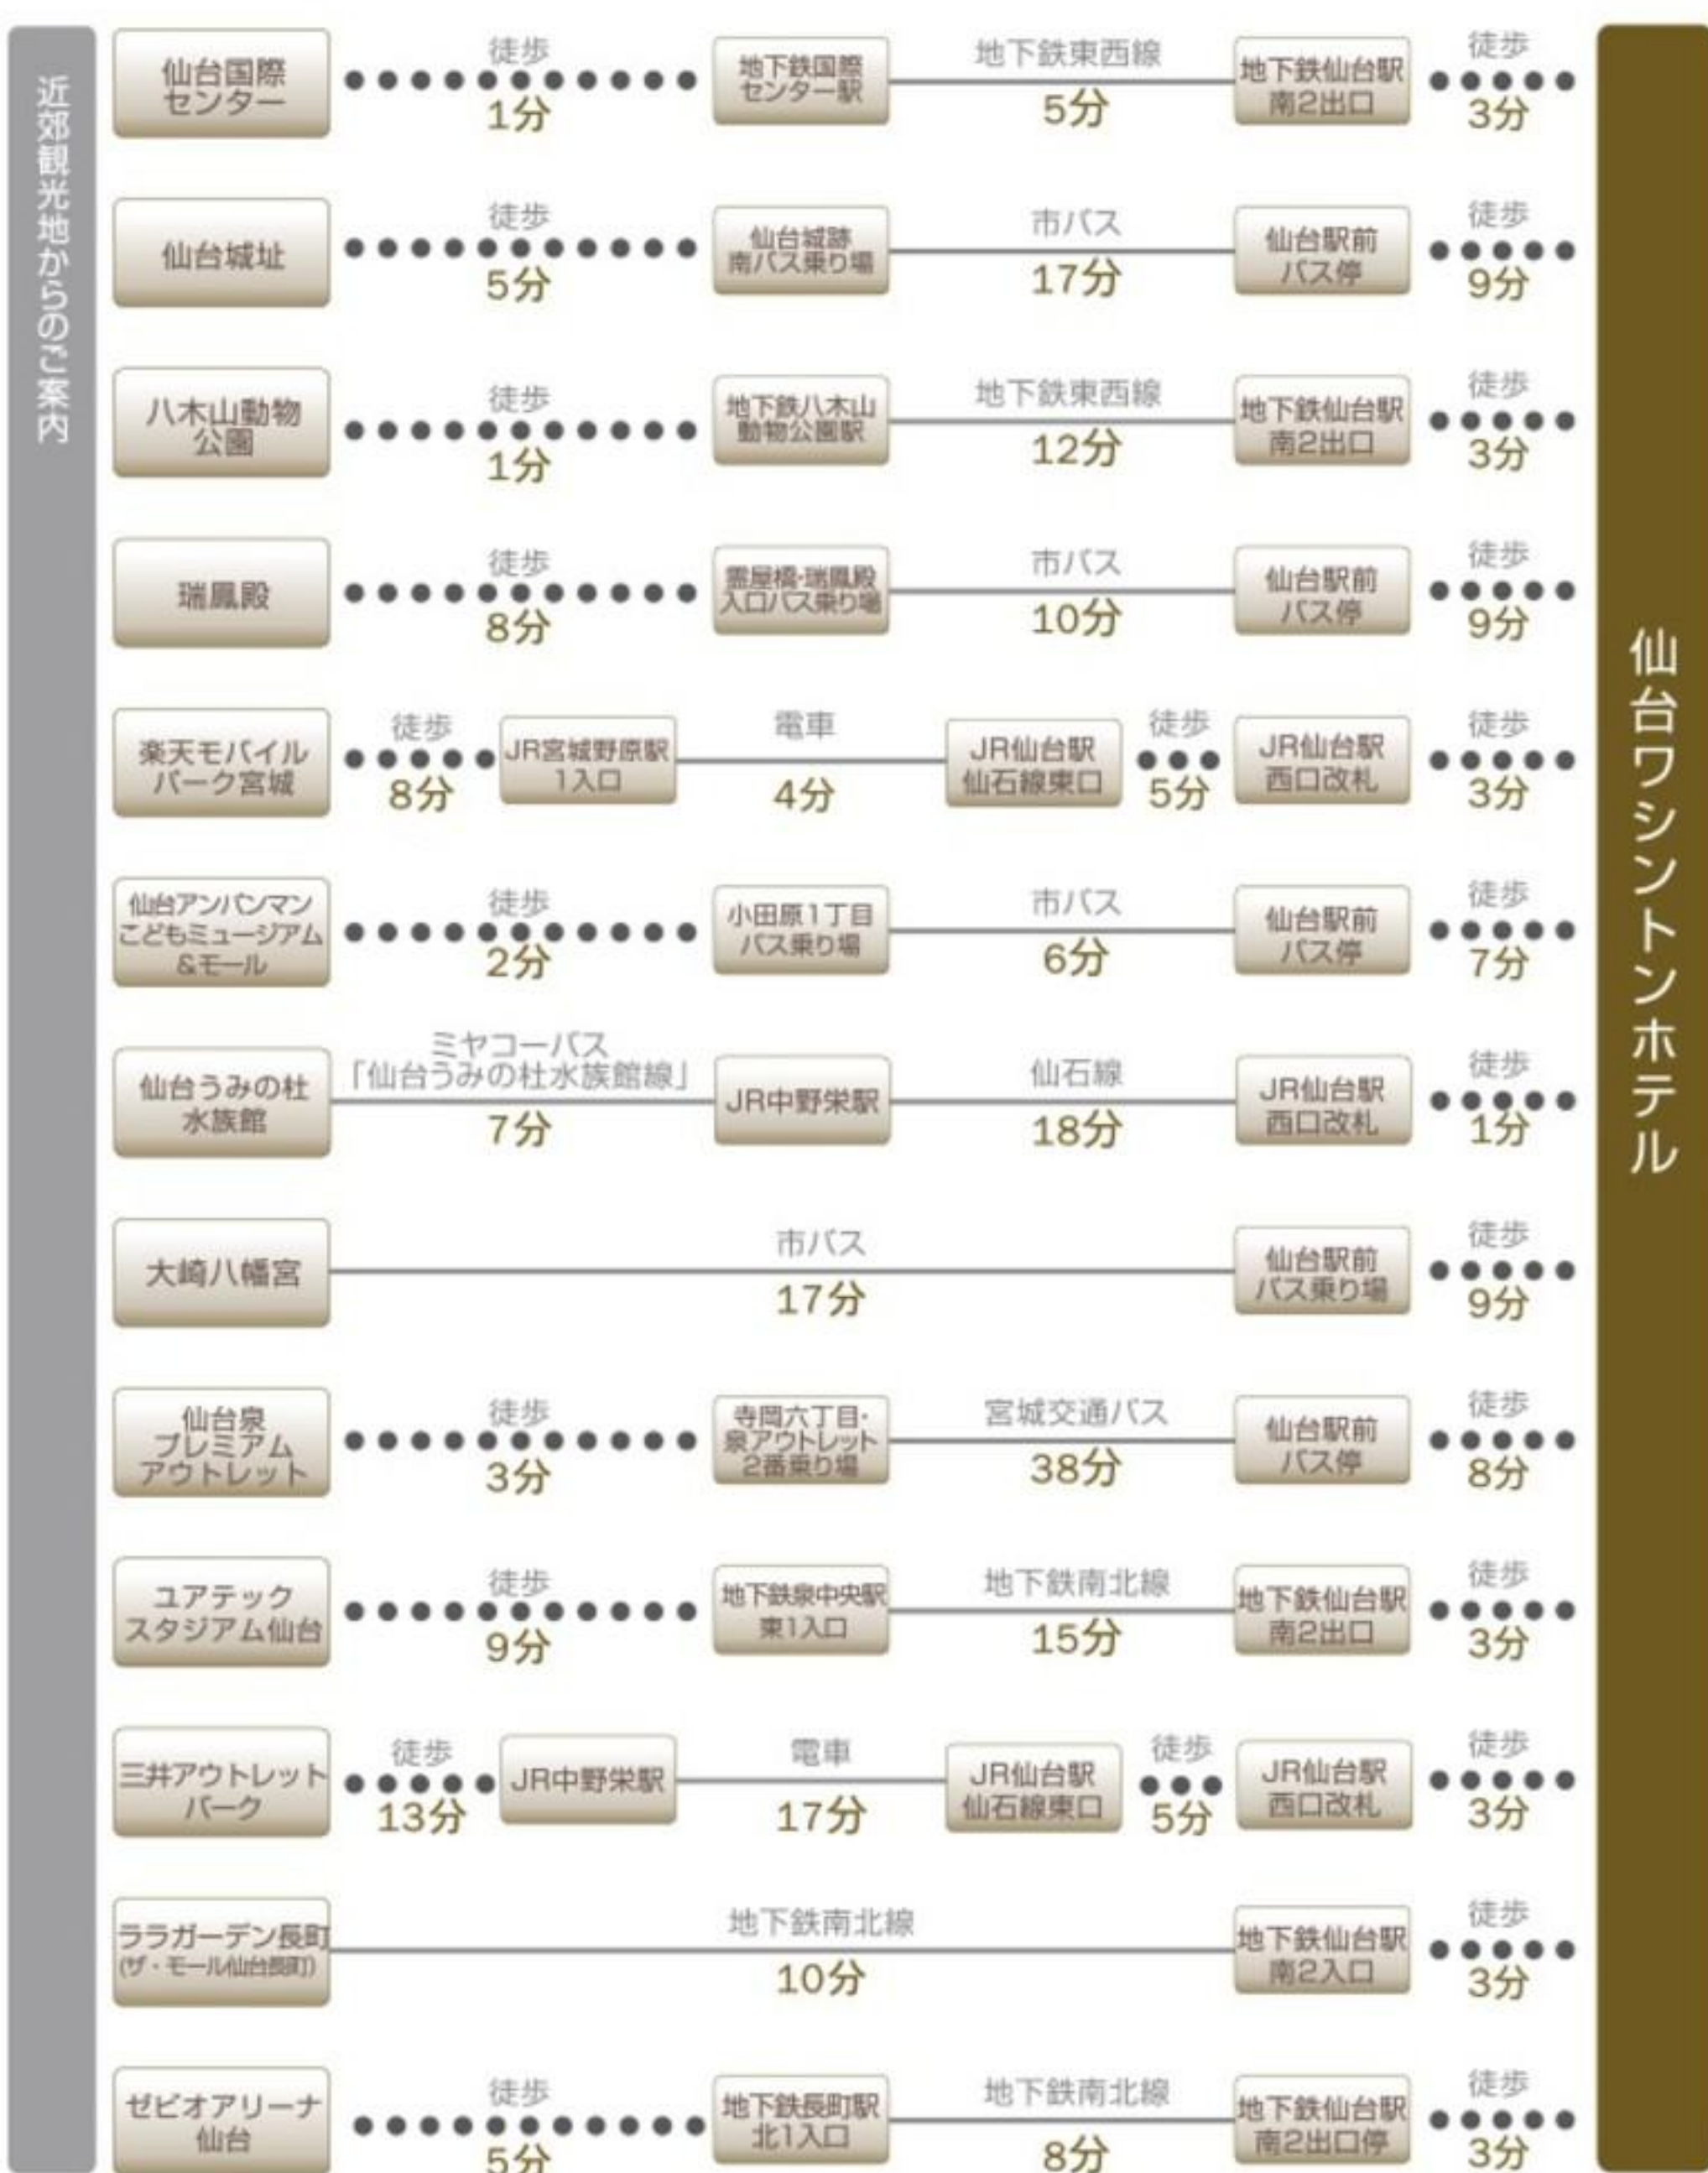 近郊観光地からのご案内
仙台国際
センター
徒歩
1分
地下鉄国際
センター駅
地下鉄東西線
5分
地下鉄仙台駅
南2出口
徒歩
3分
仙台城址
徒歩
5分
仙台城跡
南バス乗り場
市バス
17分
仙台駅前
バス停
徒歩
9分
八木山動物
公園
徒歩
1分
地下鉄八木山
動物公園駅
地下鉄東西線
12分
地下鉄仙台駅
南2出口
徒歩
3分
瑞鳳殿
徒歩
8分
霊屋橋・瑞鳳殿
入口バス乗り場
市バス
10分
仙台駅前
バス停
徒歩
9分
楽天モバイル
パーク宮城
徒歩
8分
JR宮城野原駅
1入口
電車
4分
JR仙台駅
仙石線東口
徒歩
5分
JR仙台駅
西口改札
徒歩
3分
仙台アンパンマン
こどもミュージアム
&モール
徒歩
2分
小田原1丁目
バス乗り場
市バス
6分
仙台駅前
バス停
徒歩
7分
仙台うみの杜
水族館
ミヤコーバス
「仙台うみの杜水族館線」
7分
JR中野栄駅
仙石線
18分
JR仙台駅
西口改札
徒歩
1分
大崎八幡宮
市バス
17分
仙台駅前
バス乗り場
徒歩
9分
仙台泉
プレミアム
アウトレット
徒歩
3分
寺岡六丁目・
泉アウトレット
2番乗り場
宮城交通バス
38分
仙台駅前
バス停
徒歩
8分
ユアテック
スタジアム仙台
徒歩
9分
地下鉄泉中央駅
東1入口
地下鉄南北線
15分
地下鉄仙台駅
南2出口
徒歩
3分
三井アウトレット
パーク
徒歩
13分
JR中野栄駅
電車
17分
JR仙台駅
仙石線東口
徒歩
5分
JR仙台駅
西口改札
徒歩
3分
ララガーデン長町
(ザ・モール仙台長町)
地下鉄南北線
10分
地下鉄仙台駅
南2入口
徒歩
3分
ゼビオアリーナ
仙台
徒歩
5分
地下鉄長町駅
北1入口
地下鉄南北線
8分
地下鉄仙台駅
南2出口停
徒歩
3分
仙台ワシントンホテル